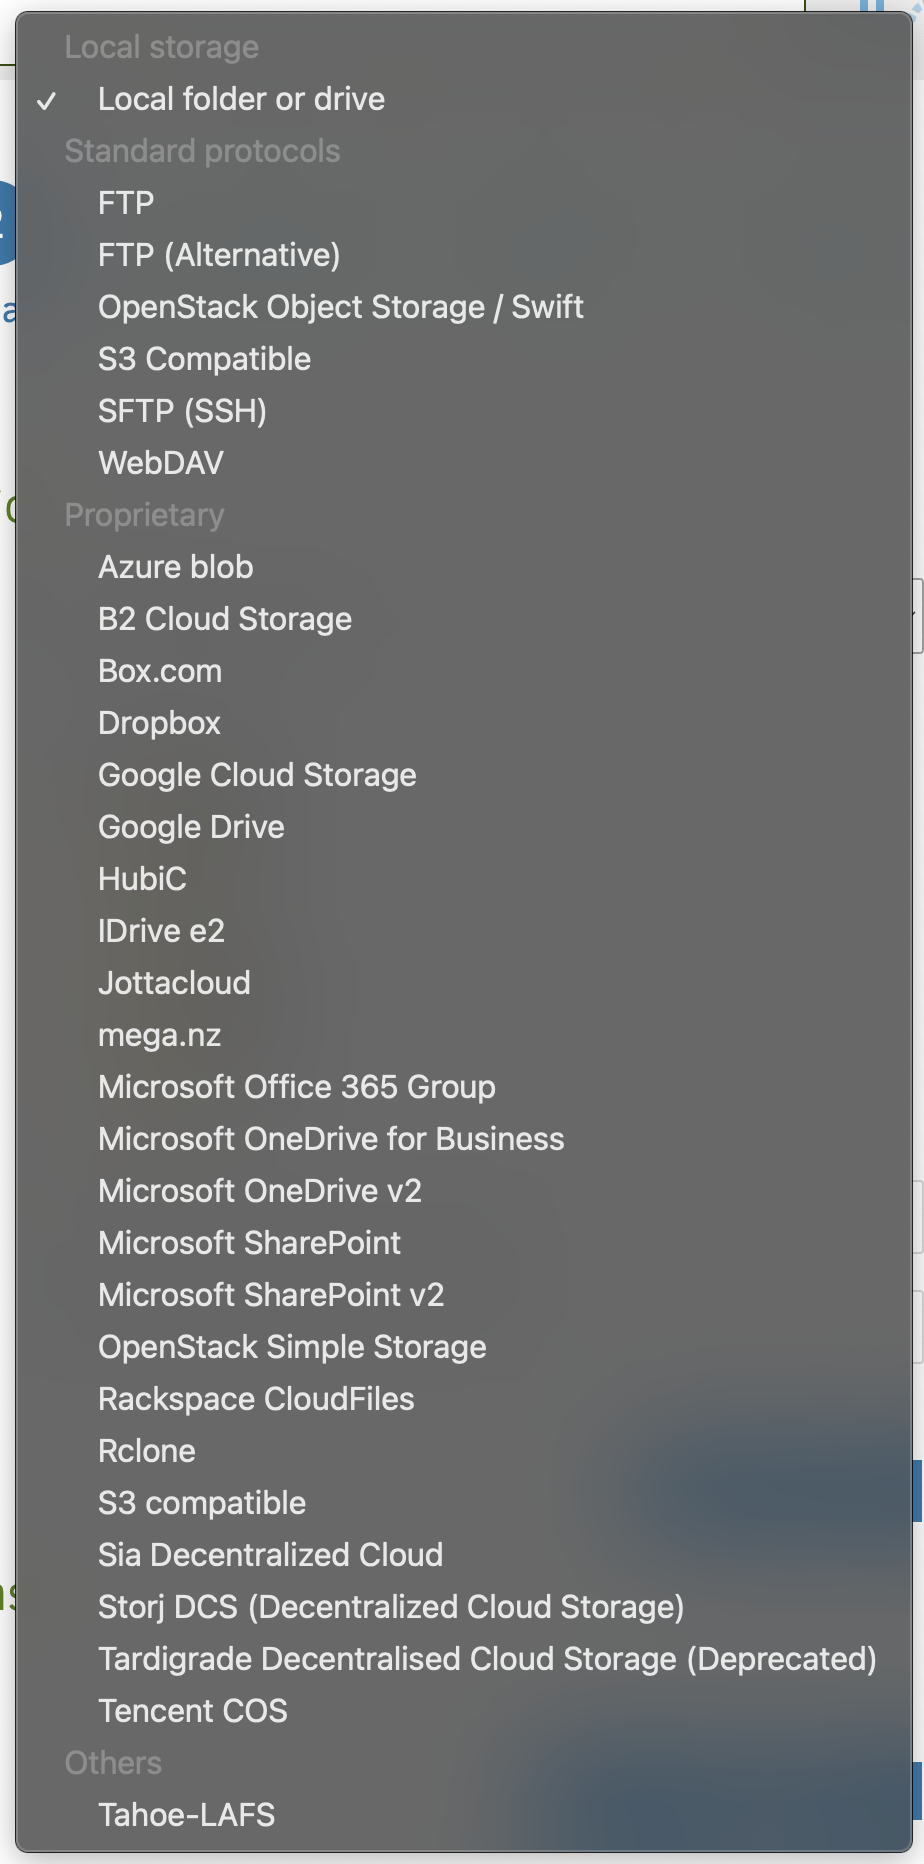 Local storage
✓ Local folder or drive
Standard protocols
FTP
FTP (Alternative)
OpenStack Object Storage / Swift
S3 Compatible
SFTP (SSH)
WebDAV
Proprietary
Azure blob
B2 Cloud Storage
Box.com
Dropbox
Google Cloud Storage
Google Drive
HubiC
IDrive e2
Jottacloud
mega.nz
Microsoft Office 365 Group
Microsoft OneDrive for Business
Microsoft OneDrive v2
Microsoft SharePoint
Microsoft SharePoint v2
OpenStack Simple Storage
Rackspace CloudFiles
Rclone
S3 compatible
Sia Decentralized Cloud
Storj DCS (Decentralized Cloud Storage)
Tardigrade Decentralised Cloud Storage (Deprecated)
Tencent COS
Others
Tahoe-LAFS